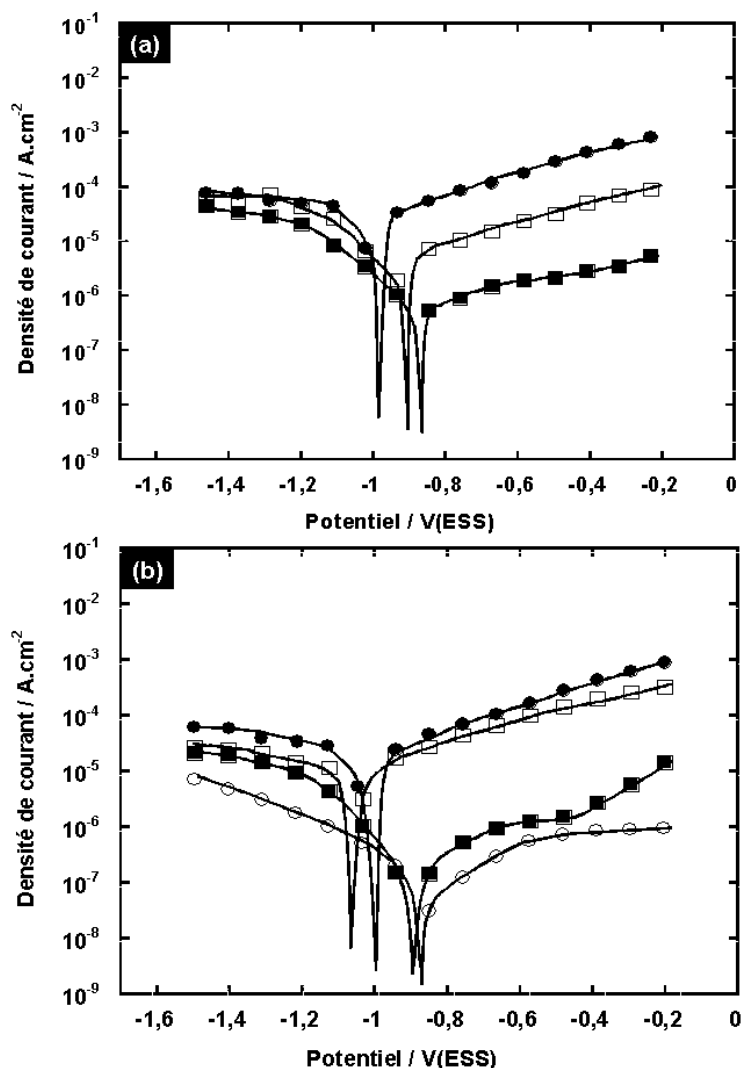 (a)
Densité de courant / A.cm-2
10-1
10-2
10-3
10-4
10-5
10-6
10-7
10-8
10-9
-1,6 -1,4 -1,2 -1 -0,8 -0,6 -0,4 -0,2 0
Potentiel / V(ESS)
(b)
Densité de courant / A.cm-2
10-1
10-2
10-3
10-4
10-5
10-6
10-7
10-8
10-9
-1,6 -1,4 -1,2 -1 -0,8 -0,6 -0,4 -0,2 0
Potentiel / V(ESS)